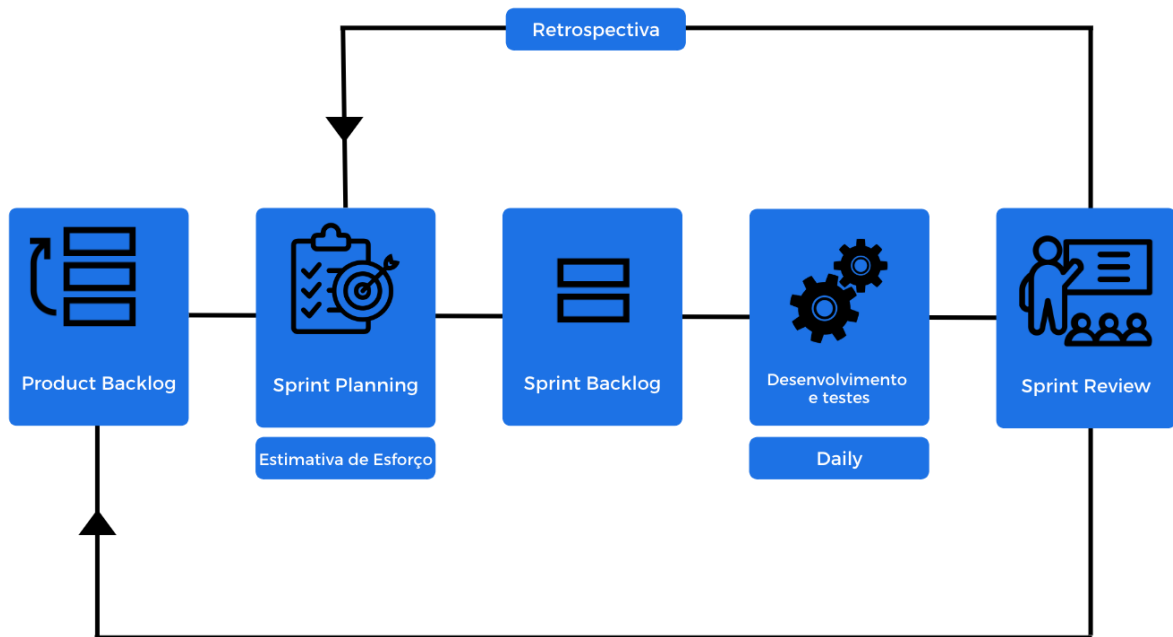 Retrospectiva
Product Backlog
Sprint Planning
Sprint Backlog
Desenvolvimento
e testes
Sprint Review
Estimativa de Esforço
Daily